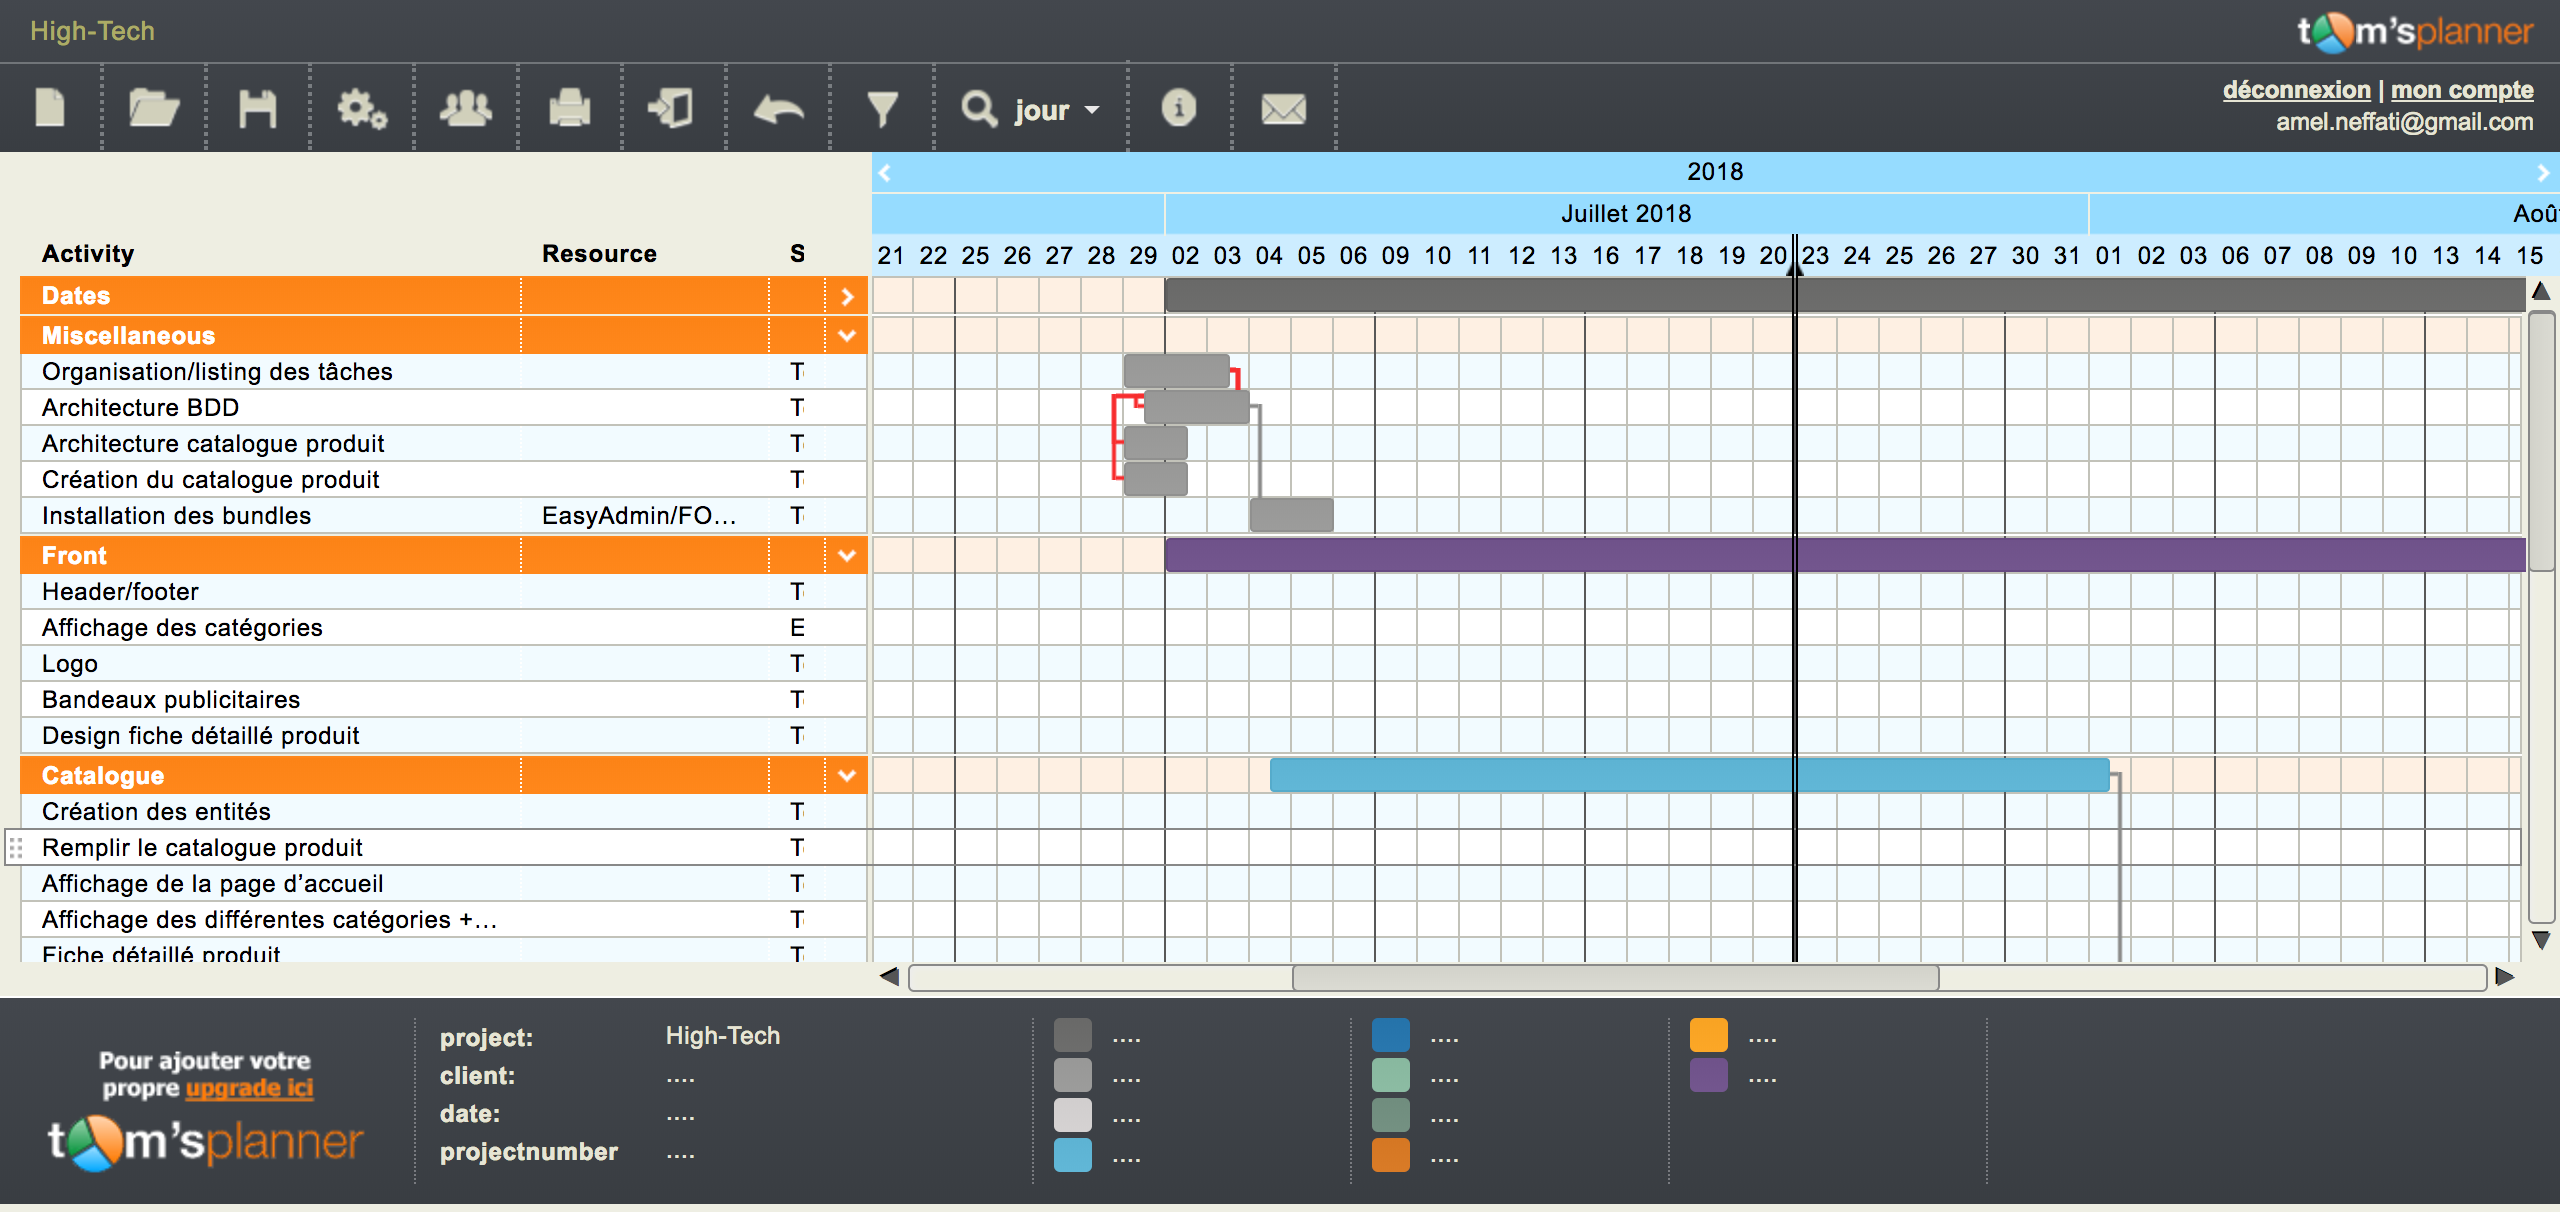 High-Tech
tom'splanner
jour
déconnexion | mon compte
amel.neffati@gmail.com
2018
Juillet 2018
Aoû
Activity Resource S
21 22 25 26 27 28 29 02 03 04 05 06 09 10 11 12 13 16 17 18 19 20 23 24 25 26 27 30 31 01 02 03 06 07 08 09 10 13 14 15
Dates
Miscellaneous
Organisation/listing des tâches T
Architecture BDD T
Architecture catalogue produit T
Création du catalogue produit T
Installation des bundles EasyAdmin/FO... T
Front
Header/footer T
Affichage des catégories E
Logo T
Bandeaux publicitaires T
Design fiche détaillé produit T
Catalogue
Création des entités T
Remplir le catalogue produit T
Affichage de la page d’accueil T
Affichage des différentes catégories +... T
Fiche détaillé produit T
Pour ajouter votre
propre upgrade ici
tom'splanner
project: High-Tech
client: ....
date: ....
projectnumber ....
....
....
....
....
....
....
....
....
....
....